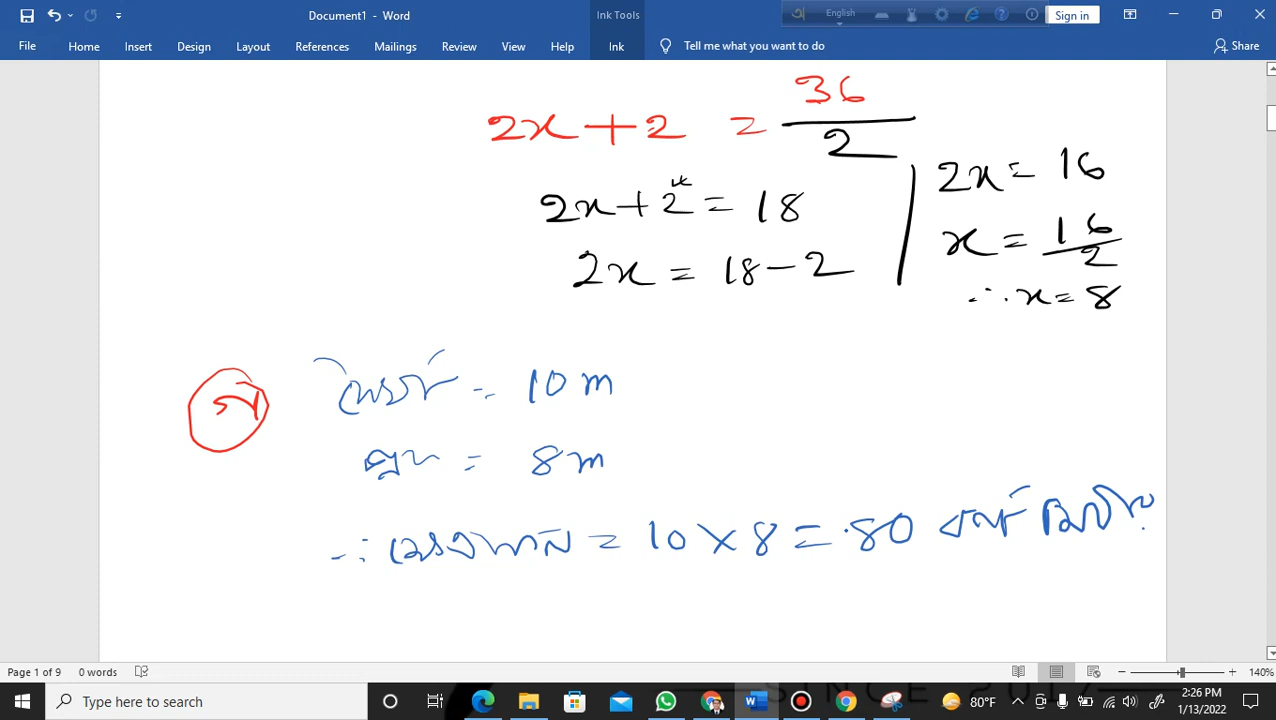 Document1 - Word
Ink Tools
English
Sign in
File Home Insert Design Layout References Mailings Review View Help Ink Tell me what you want to do Share
2x+2 = 36/2
2x+2 = 18
2x = 18-2
2x = 16
x = 16/2
∴ x = 8
দৈর্ঘ্য = 10 m
প্রস্থ = 8 m
∴ ক্ষেত্রফল = 10 × 8 = 80 বর্গ মিটার
Page 1 of 9 0 words 140%
Type here to search
80°F
2:26 PM
1/13/2022